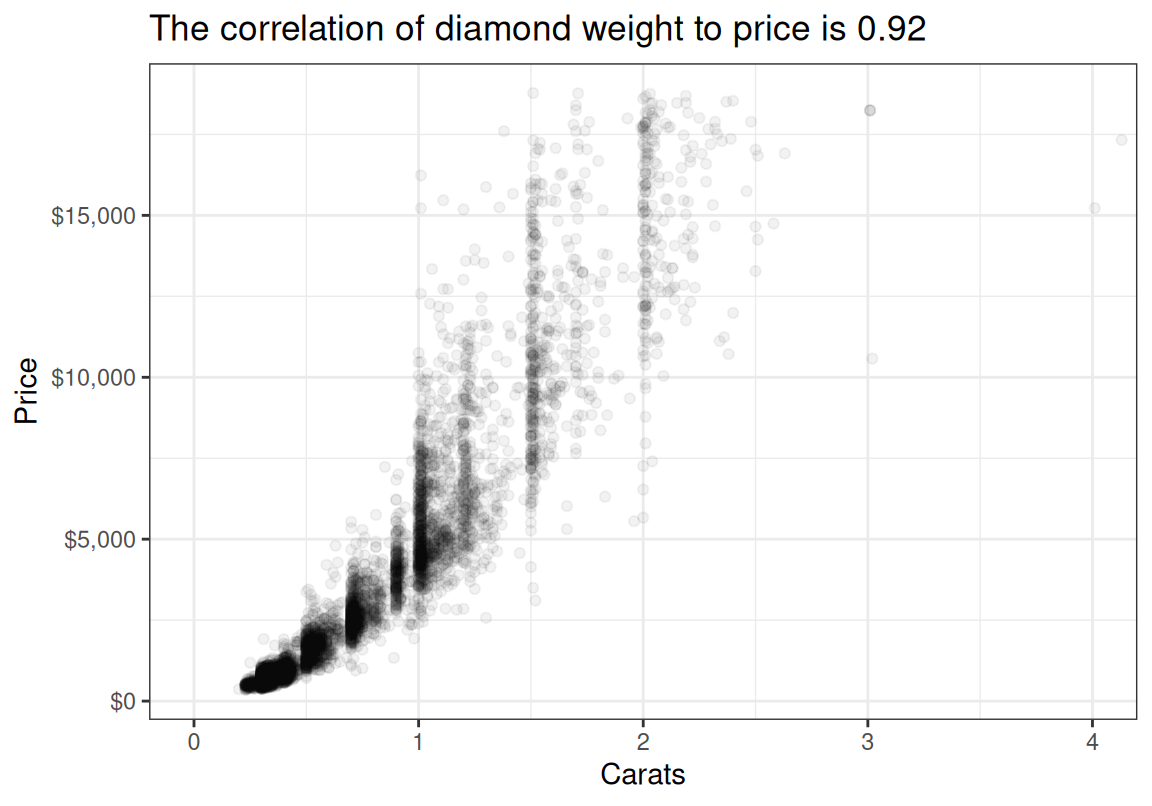 The correlation of diamond weight to price is 0.92
Price
$15,000
$10,000
$5,000
$0
0 1 2 3 4
Carats